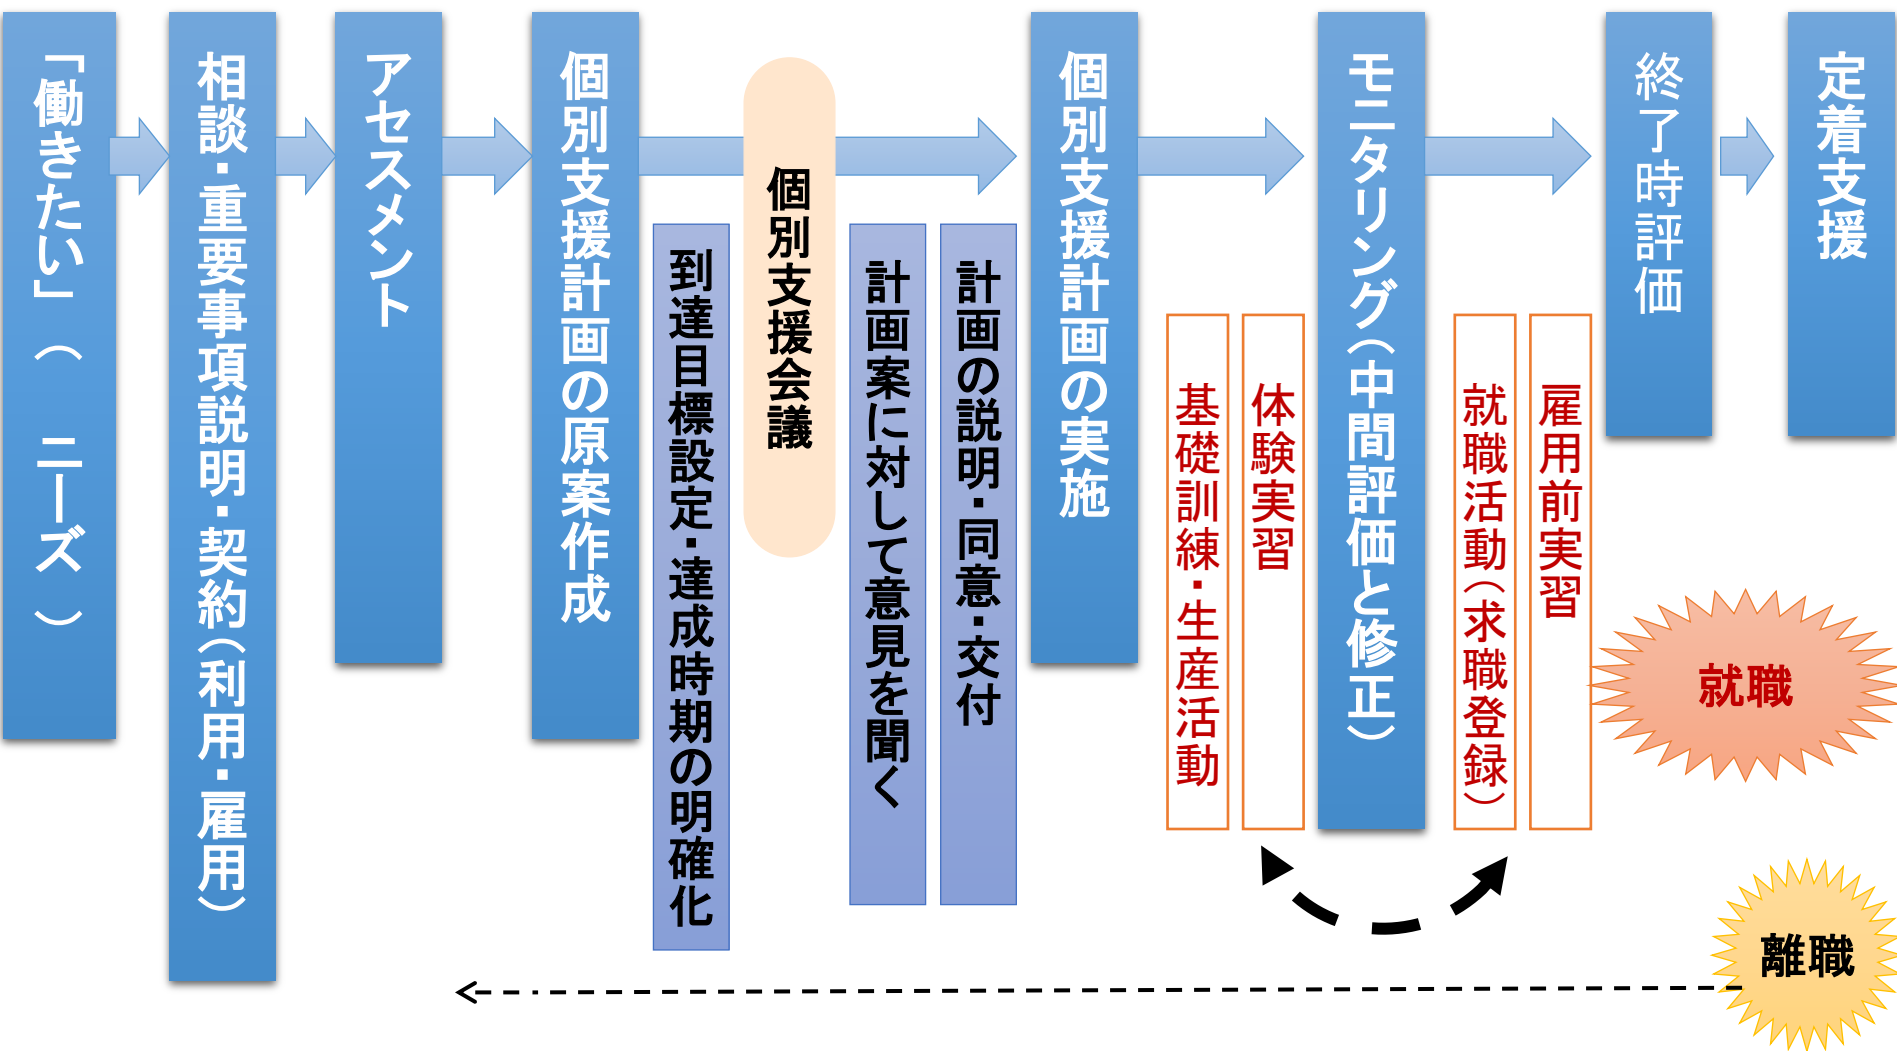 「働きたい」（　ニーズ　）
相談・重要事項説明・契約（利用・雇用）
アセスメント
個別支援計画の原案作成
到達目標設定・達成時期の明確化
個別支援会議
計画案に対して意見を聞く
計画の説明・同意・交付
個別支援計画の実施
基礎訓練・生産活動
体験実習
モニタリング（中間評価と修正）
就職活動（求職登録）
雇用前実習
終了時評価
定着支援
就職
離職